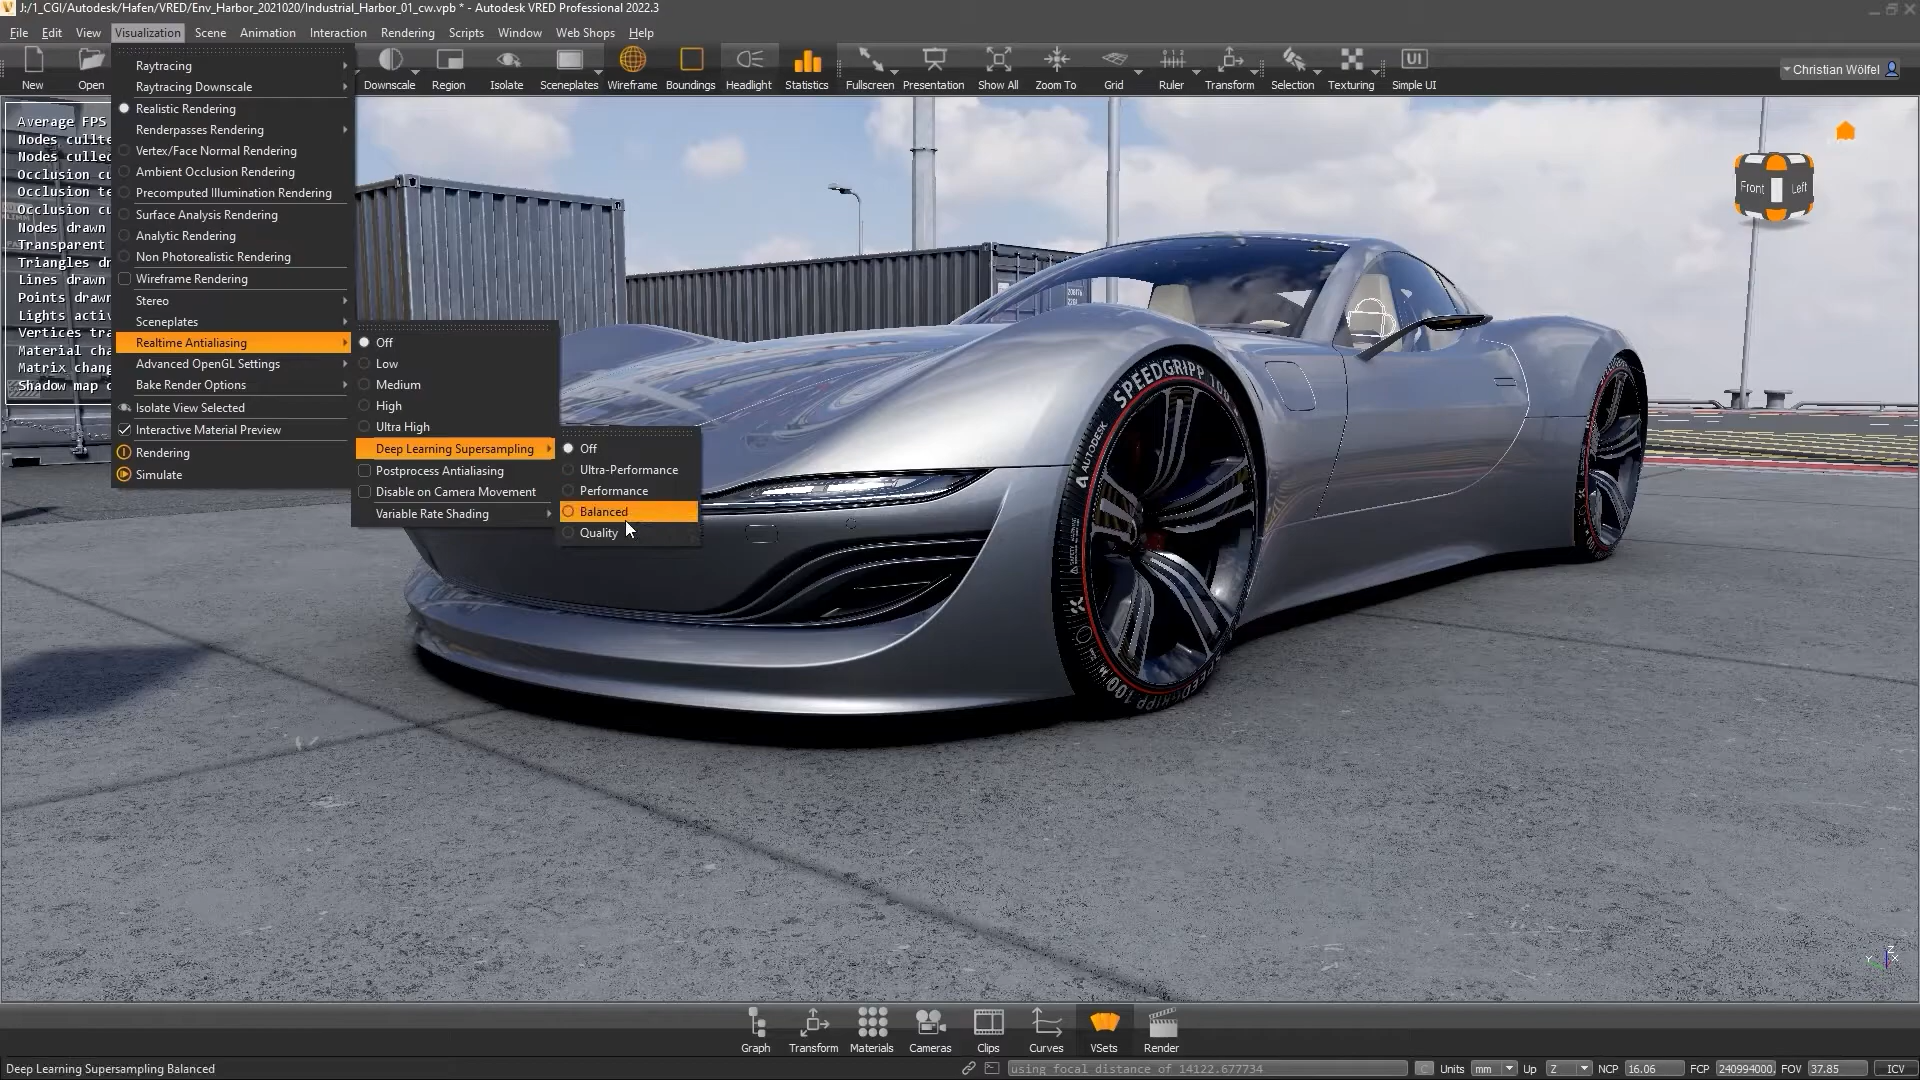 J:/1_CGI/Autodesk/Hafen/VRED/Env_Harbor_2021020/Industrial_Harbor_01_cw.vpb * - Autodesk VRED Professional 2022.3
File Edit View Visualization Scene Animation Interaction Rendering Scripts Window Web Shops Help
New Open Downscale Region Isolate Sceneplates Wireframe Boundings Headlight Statistics Fullscreen Presentation Show All Zoom To Grid Ruler Transform Selection Texturing Simple UI
UI
Christian Wölfel
Average FPS
Nodes cullte
Nodes culled
Occlusion cu
Occlusion te
Occlusion cu
Nodes drawn
Transparent
Triangles dr
Lines drawn
Points drawn
Lights activ
Vertices tra
Material cha
Matrix chang
Shadow map c
Raytracing
Raytracing Downscale
Realistic Rendering
Renderpasses Rendering
Vertex/Face Normal Rendering
Ambient Occlusion Rendering
Precomputed Illumination Rendering
Surface Analysis Rendering
Analytic Rendering
Non Photorealistic Rendering
Wireframe Rendering
Stereo
Sceneplates
Realtime Antialiasing
Advanced OpenGL Settings
Bake Render Options
Isolate View Selected
Interactive Material Preview
Rendering
Simulate
Off
Low
Medium
High
Ultra High
Deep Learning Supersampling
Postprocess Antialiasing
Disable on Camera Movement
Variable Rate Shading
Off
Ultra-Performance
Performance
Balanced
Quality
Front Left
SPEEDGRIPP 100
AUTODESK
Z
Y X
Graph Transform Materials Cameras Clips Curves VSets Render
Deep Learning Supersampling Balanced
using focal distance of 14122.677734
C Units mm Up Z NCP 16.06 FCP 240994000. FOV 37.85 ICV